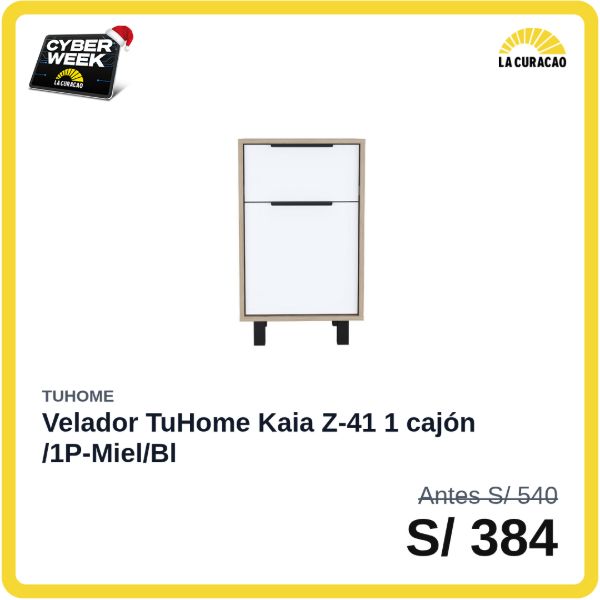 CYBER
WEEK
LA CURACAO
LA CURACAO
TUHOME
Velador TuHome Kaia Z-41 1 cajón
/1P-Miel/Bl
Antes S/ 540
S/ 384